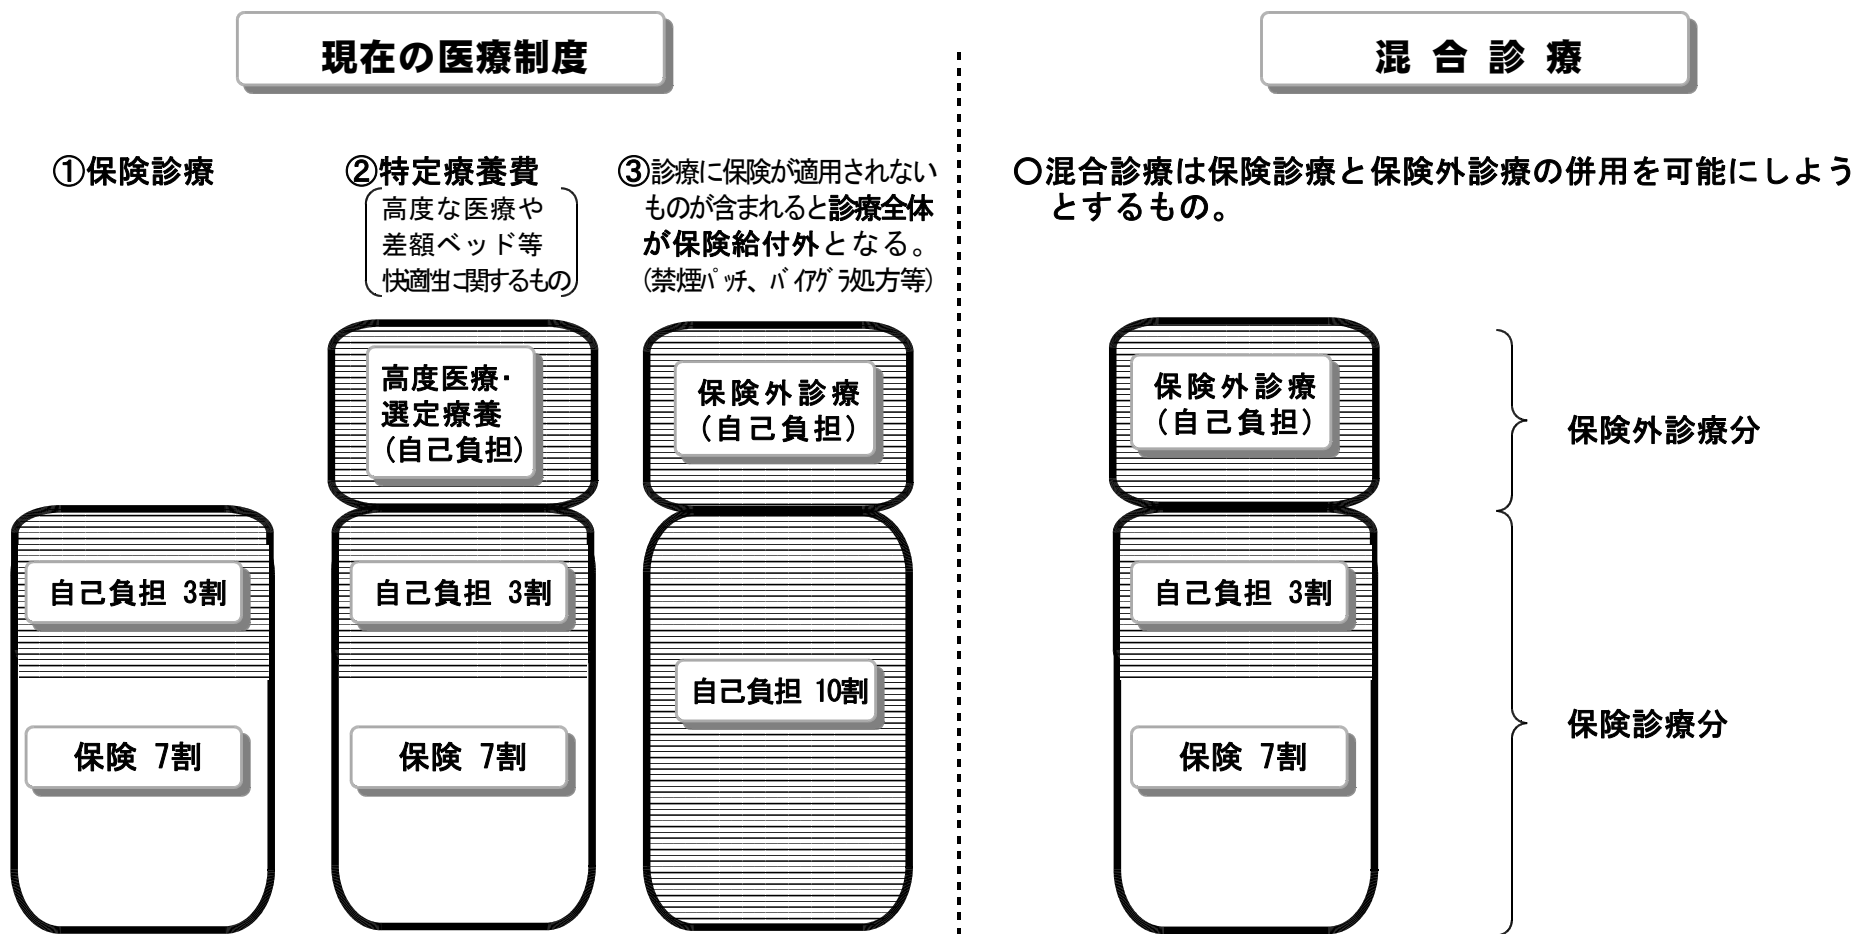 現在の医療制度
①保険診療
②特定療養費
高度な医療や
差額ベッド等
快適性に関するもの
③診療に保険が適用されない
ものが含まれると診療全体
が保険給付外となる。
(禁煙パッチ、バイアグラ処方等)
高度医療・
選定療養
(自己負担)
保険外診療
(自己負担)
自己負担 3割
自己負担 3割
自己負担 10割
保険 7割
保険 7割
混合診療
○混合診療は保険診療と保険外診療の併用を可能にしよう
とするもの。
保険外診療
(自己負担)
保険外診療分
自己負担 3割
保険 7割
保険診療分